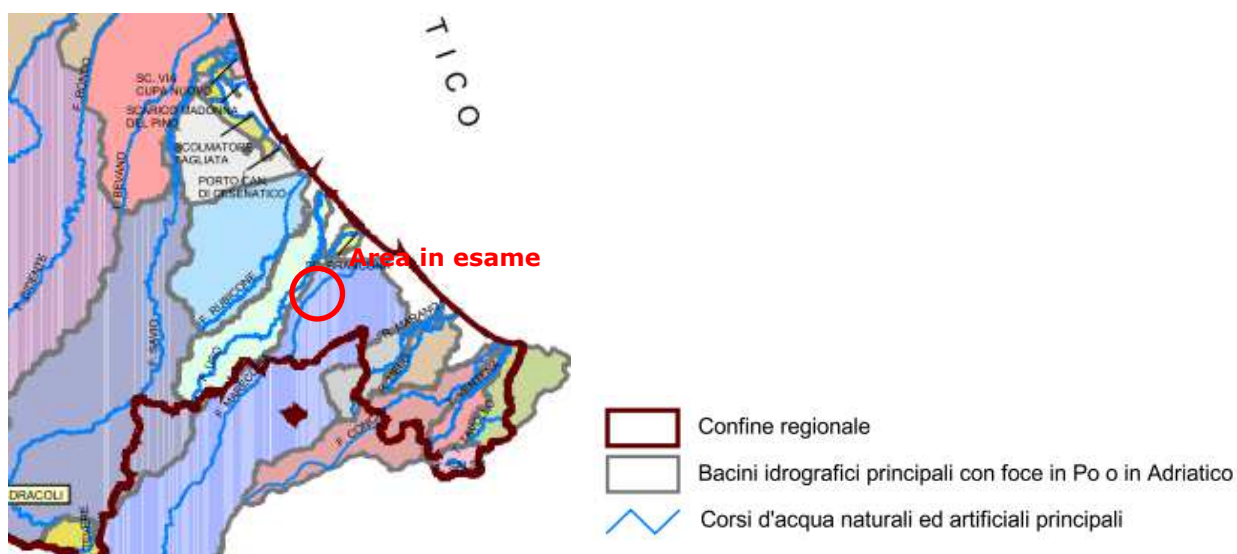 TICO
F. RONCO
SC. VIA
CUPA NUOVO
SCARICO MADONNA
DEL PINO
SCOLMATORE
TAGLIATA
PORTO CAN.
DI CESENATICO
T. BEVANO
Area in esame
F. RUBICONE
F. SAVIO
F. USO
R. MARANO
F. CONCA
DRACOLI
Confine regionale
Bacini idrografici principali con foce in Po o in Adriatico
Corsi d'acqua naturali ed artificiali principali